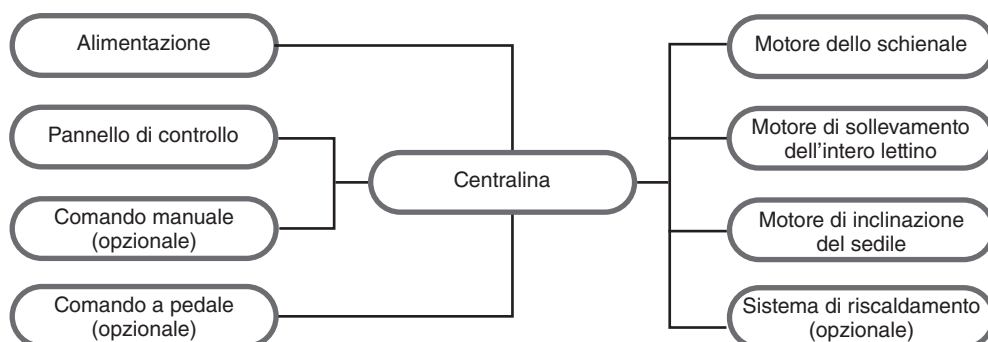 Alimentazione
Pannello di controllo
Comando manuale
(opzionale)
Comando a pedale
(opzionale)
Centralina
Motore dello schienale
Motore di sollevamento
dell'intero lettino
Motore di inclinazione
del sedile
Sistema di riscaldamento
(opzionale)